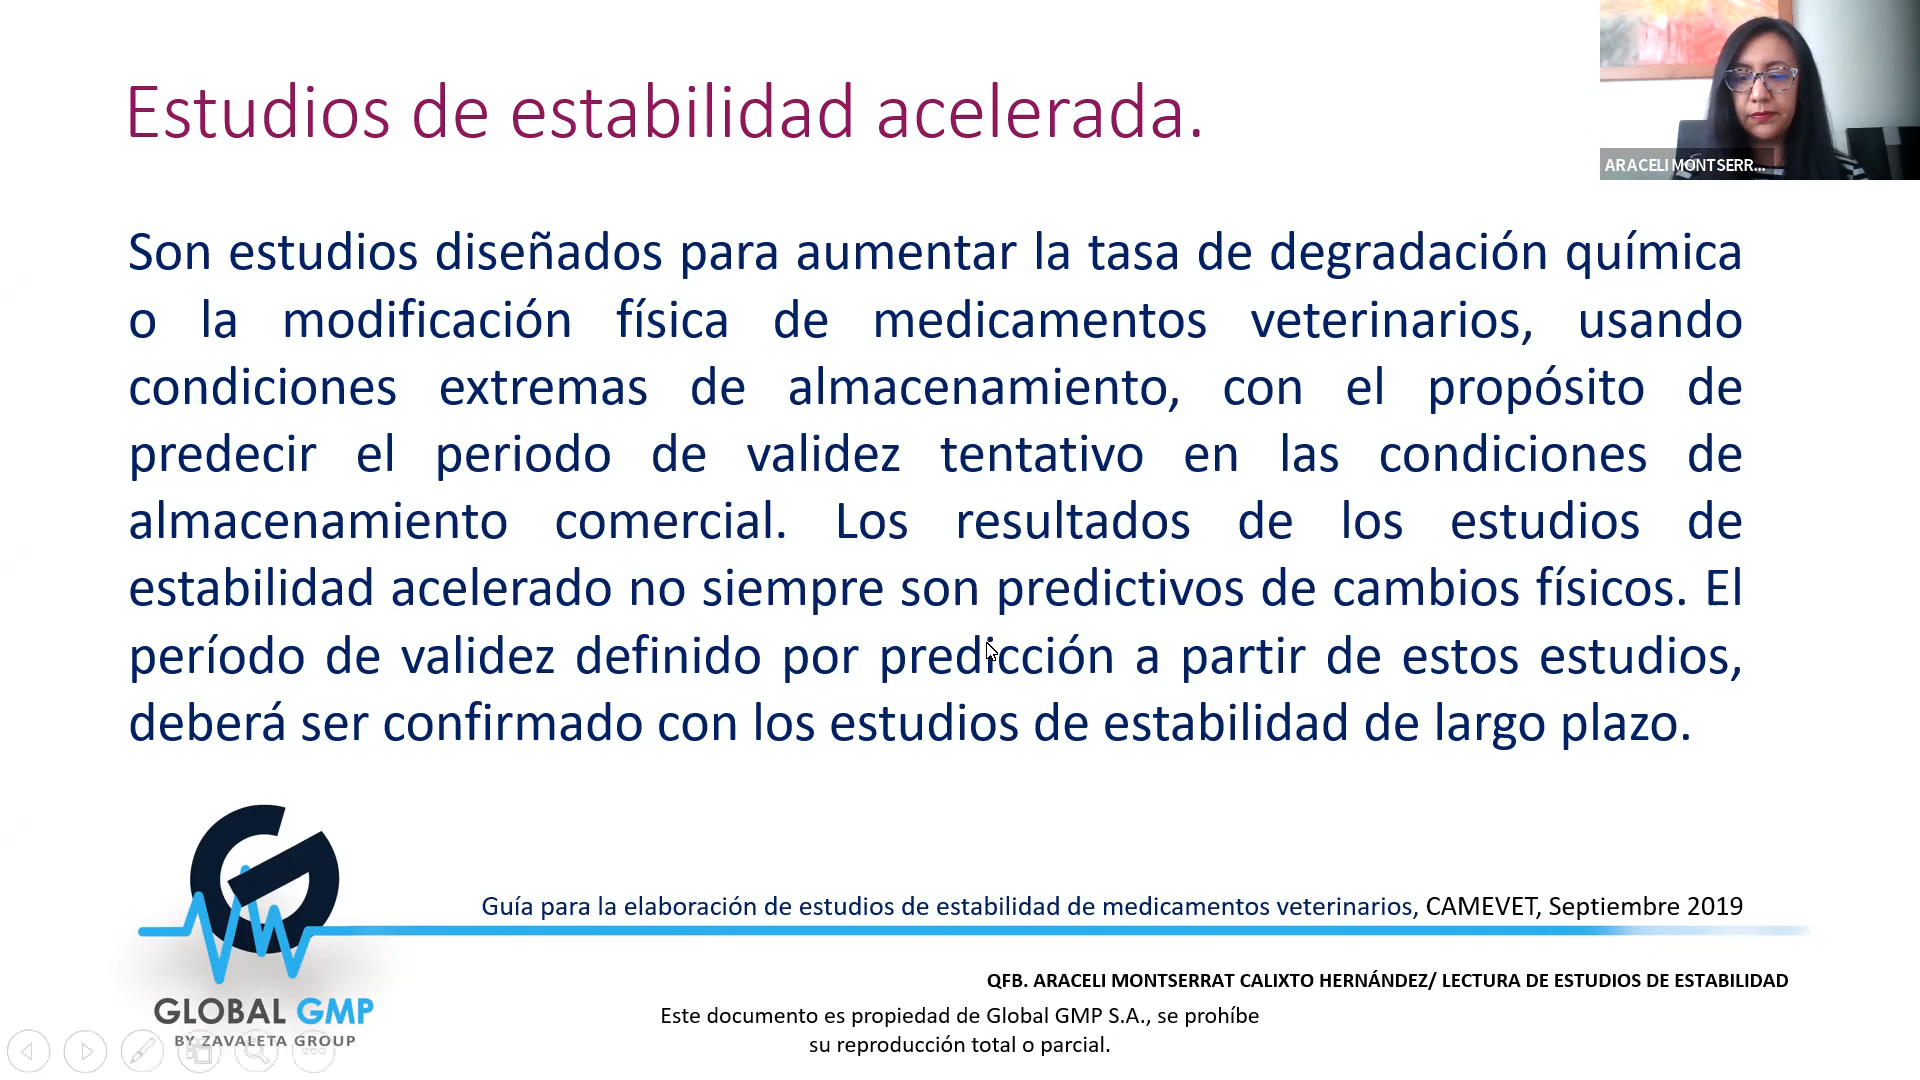 Estudios de estabilidad acelerada.
ARACELI MONTSERR...
Son estudios diseñados para aumentar la tasa de degradación química
o la modificación física de medicamentos veterinarios, usando
condiciones extremas de almacenamiento, con el propósito de
predecir el periodo de validez tentativo en las condiciones de
almacenamiento comercial. Los resultados de los estudios de
estabilidad acelerado no siempre son predictivos de cambios físicos. El
período de validez definido por predicción a partir de estos estudios,
deberá ser confirmado con los estudios de estabilidad de largo plazo.
Guía para la elaboración de estudios de estabilidad de medicamentos veterinarios, CAMEVET, Septiembre 2019
QFB. ARACELI MONTSERRAT CALIXTO HERNÁNDEZ/ LECTURA DE ESTUDIOS DE ESTABILIDAD
GLOBAL GMP
BY ZAVALETA GROUP
Este documento es propiedad de Global GMP S.A., se prohíbe
su reproducción total o parcial.